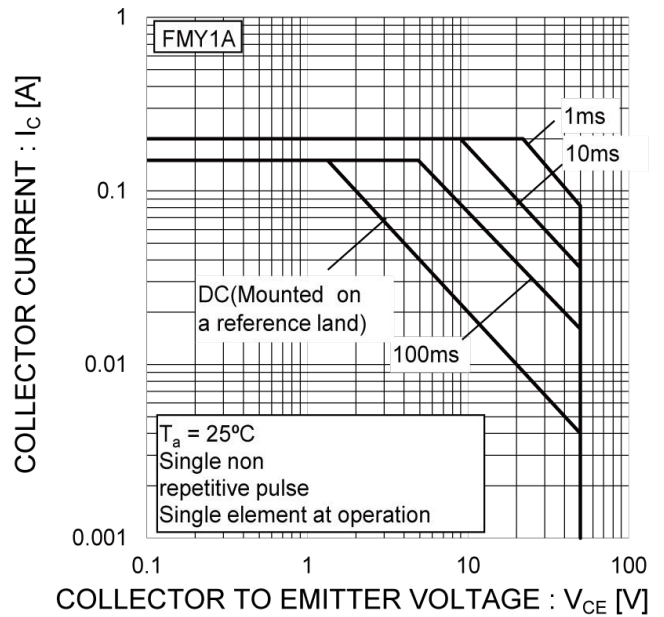 FMY1A
COLLECTOR CURRENT : IC [A]
1
0.1
0.01
0.001
1ms
10ms
DC(Mounted on
a reference land)
100ms
Ta = 25ºC
Single non
repetitive pulse
Single element at operation
0.1
1
10
100
COLLECTOR TO EMITTER VOLTAGE : VCE [V]